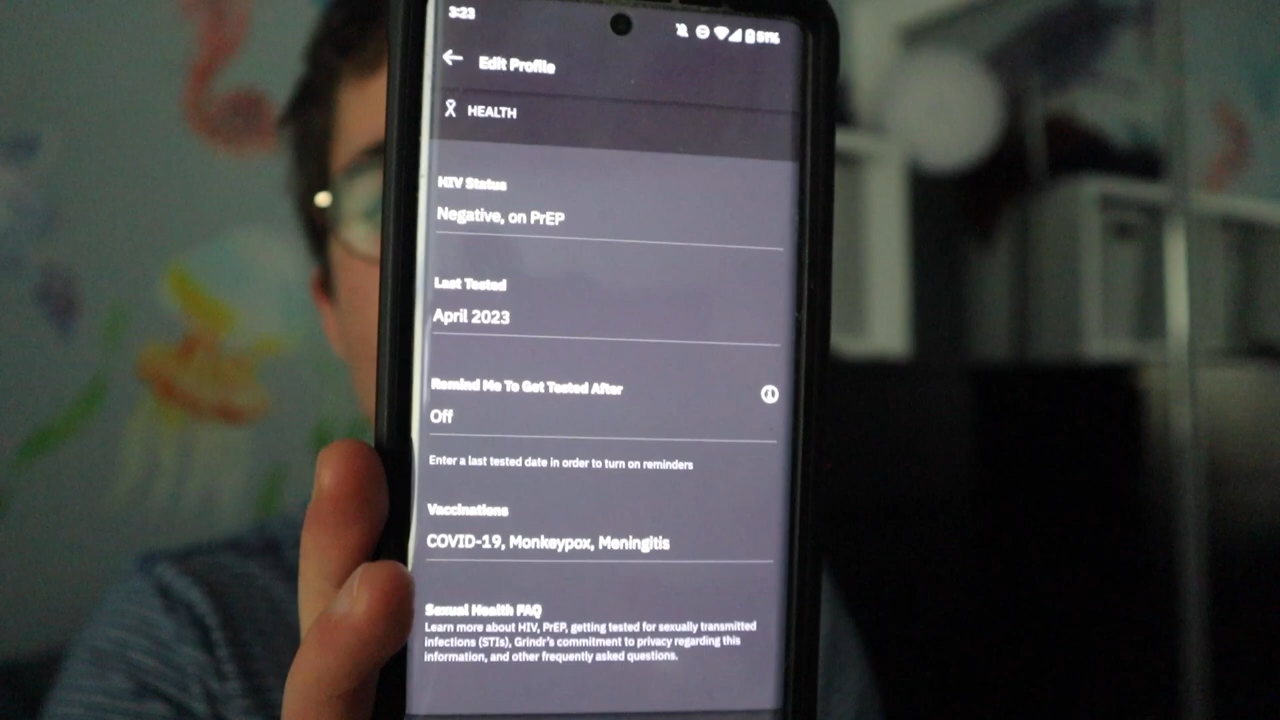 3:23
51%
Edit Profile
HEALTH
HIV Status
Negative, on PrEP
Last Tested
April 2023
Remind Me To Get Tested After
Off
Enter a last tested date in order to turn on reminders
Vaccinations
COVID-19, Monkeypox, Meningitis
Sexual Health FAQ
Learn more about HIV, PrEP, getting tested for sexually transmitted
infections (STIs), Grindr's commitment to privacy regarding this
information, and other frequently asked questions.